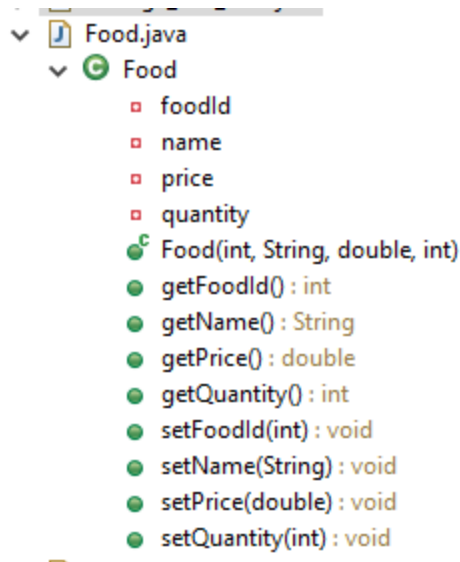 Food.java
Food
foodId
name
price
quantity
Food(int, String, double, int)
getFoodId() : int
getName() : String
getPrice() : double
getQuantity() : int
setFoodId(int) : void
setName(String) : void
setPrice(double) : void
setQuantity(int) : void